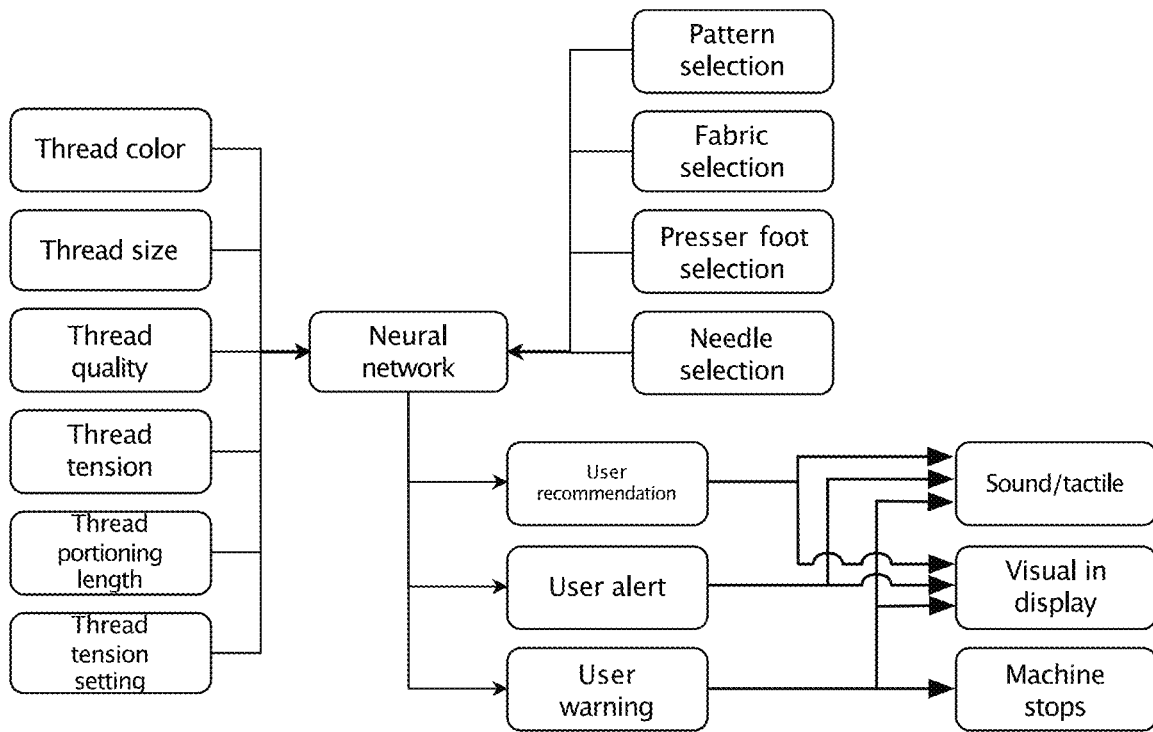 Pattern
selection
Fabric
selection
Presser foot
selection
Needle
selection
Thread color
Thread size
Thread
quality
Thread
tension
Thread
portioning
length
Thread
tension
setting
Neural
network
User
recommendation
User alert
User
warning
Sound/tactile
Visual in
display
Machine
stops